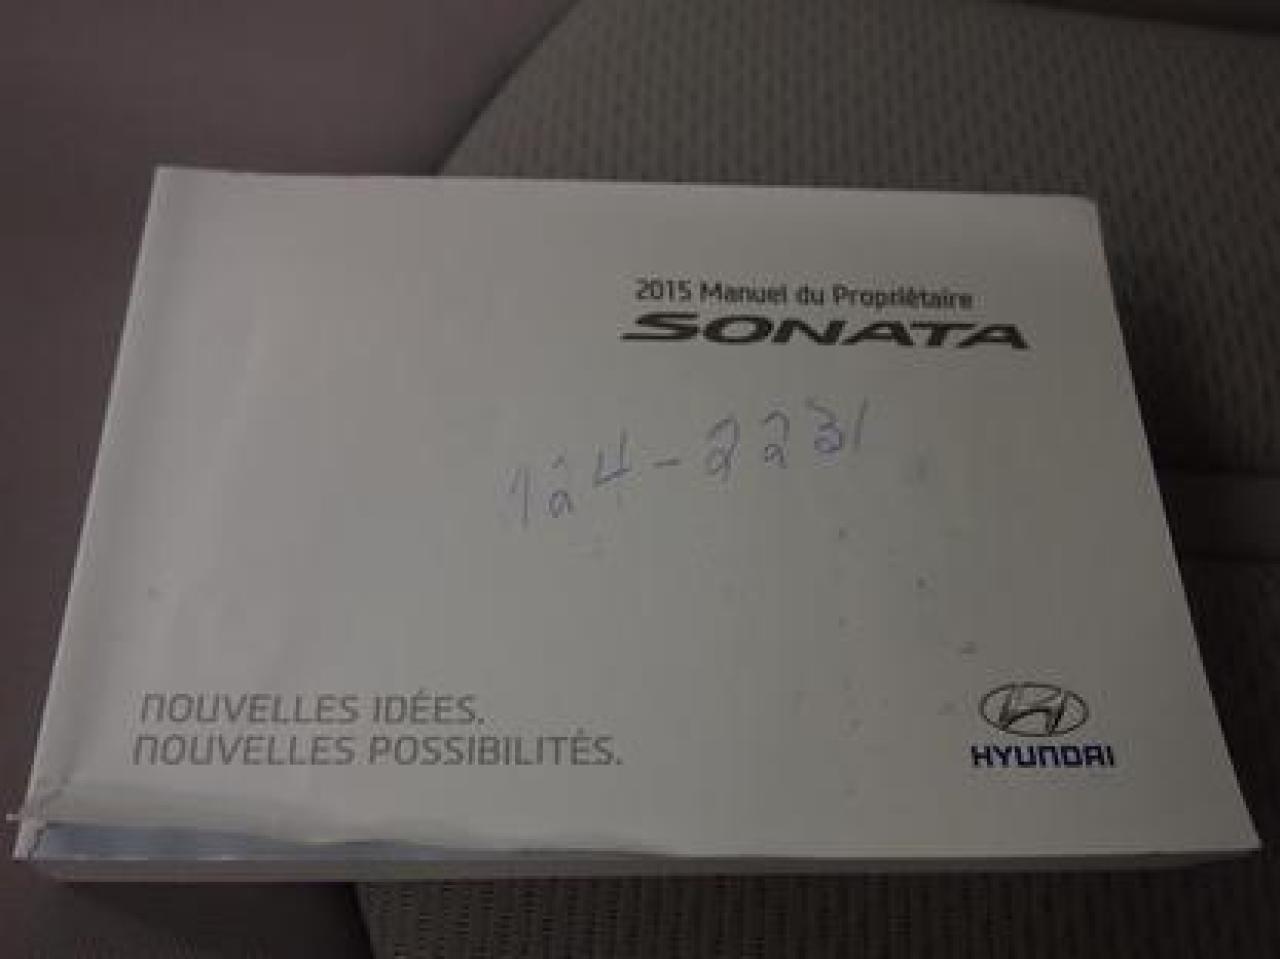 2015 Manuel du Propriétaire
SONATA
124-2231
NOUVELLES IDÉES.
NOUVELLES POSSIBILITÉS.
HYUNDAI